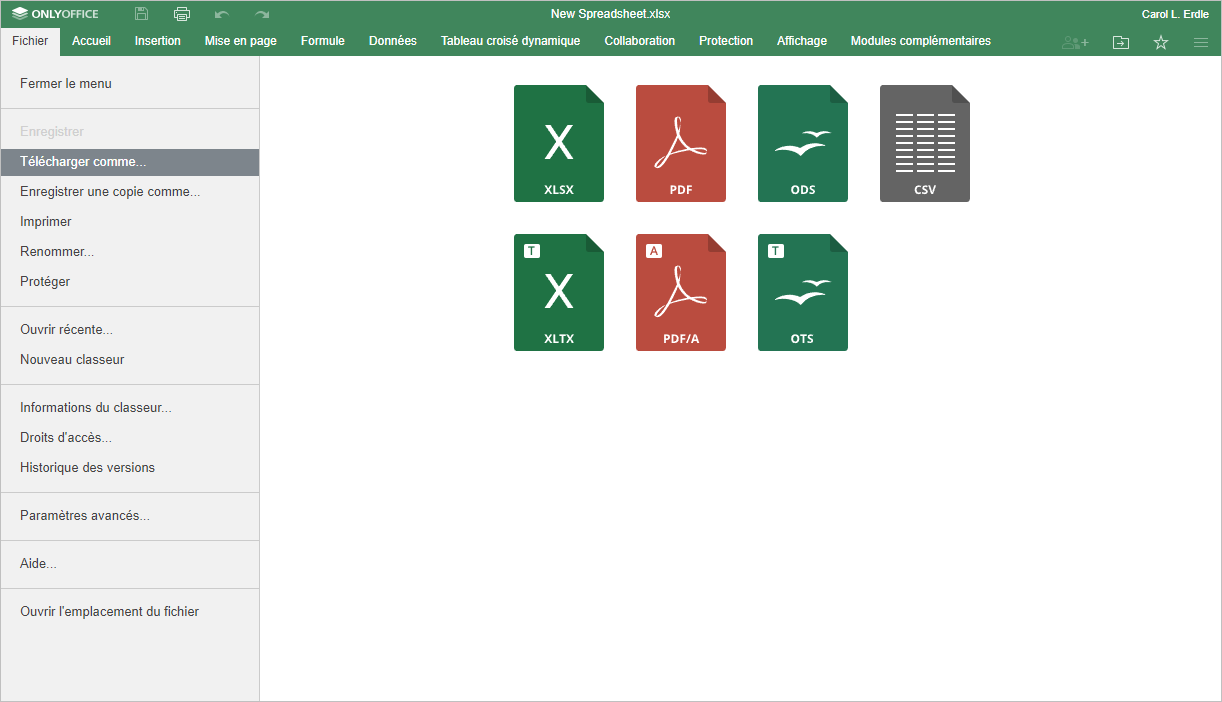 ONLYOFFICE
New Spreadsheet.xlsx
Carol L. Erdle
Fichier Accueil Insertion Mise en page Formule Données Tableau croisé dynamique Collaboration Protection Affichage Modules complémentaires
Fermer le menu
Enregistrer
Télécharger comme...
Enregistrer une copie comme...
Imprimer
Renommer...
Protéger
Ouvrir récente...
Nouveau classeur
Informations du classeur...
Droits d'accès...
Historique des versions
Paramètres avancés...
Aide...
Ouvrir l'emplacement du fichier
X
XLSX
PDF
ODS
CSV
T
X
XLTX
A
PDF/A
T
OTS